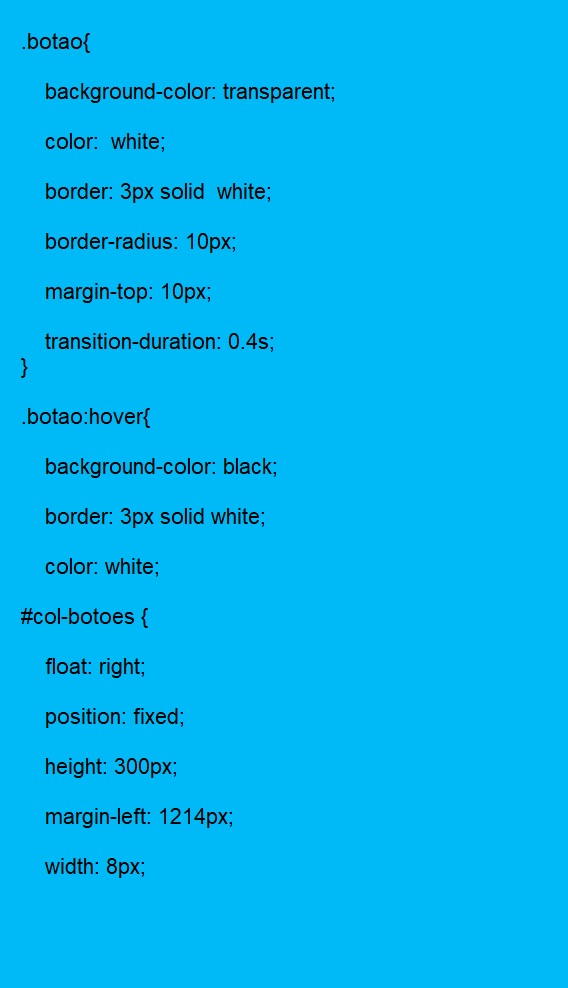 .botao{
background-color: transparent;
color:  white;
border: 3px solid  white;
border-radius: 10px;
margin-top: 10px;
transition-duration: 0.4s;
}
.botao:hover{
background-color: black;
border: 3px solid white;
color: white;
#col-botoes {
float: right;
position: fixed;
height: 300px;
margin-left: 1214px;
width: 8px;